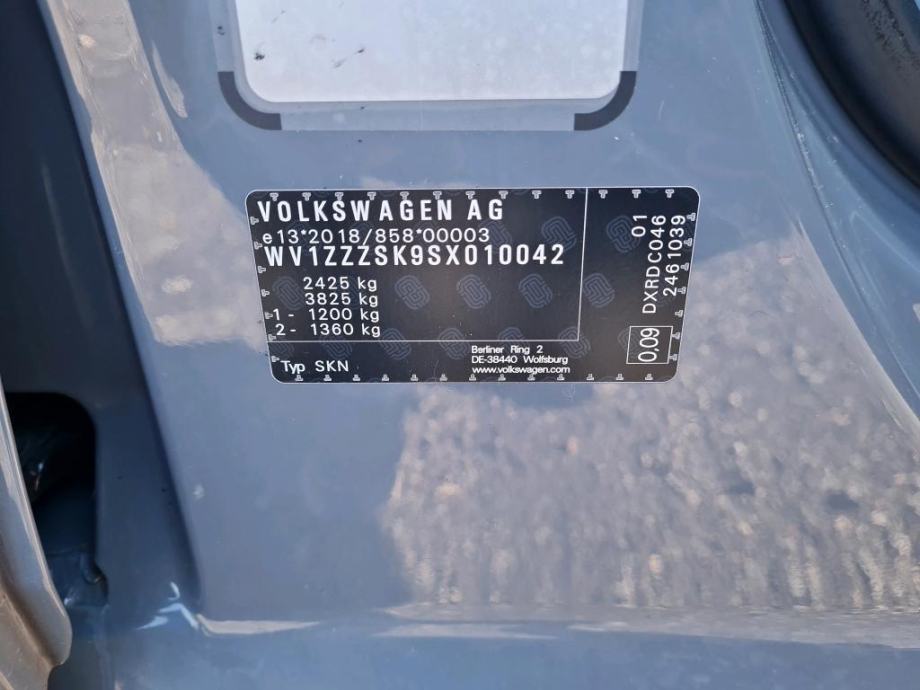 VOLKSWAGEN AG
e13*2018/858*00003
WV1ZZZSK9SX010042
2425 kg
3825 kg
1- 1200 kg
2- 1360 kg
Typ SKN
Berliner Ring 2
DE-38440 Wolfsburg
www.volkswagen.com
01
DXRDC046
2461039
0,09